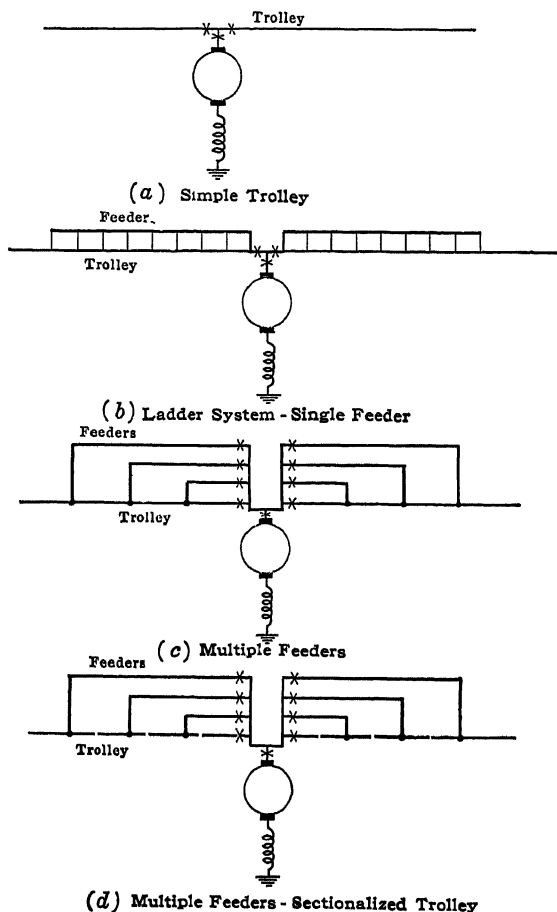 Trolley
(a) Simple Trolley
Feeder
Trolley
(b) Ladder System - Single Feeder
Feeders
Trolley
(c) Multiple Feeders
Feeders
Trolley
(d) Multiple Feeders - Sectionalized Trolley